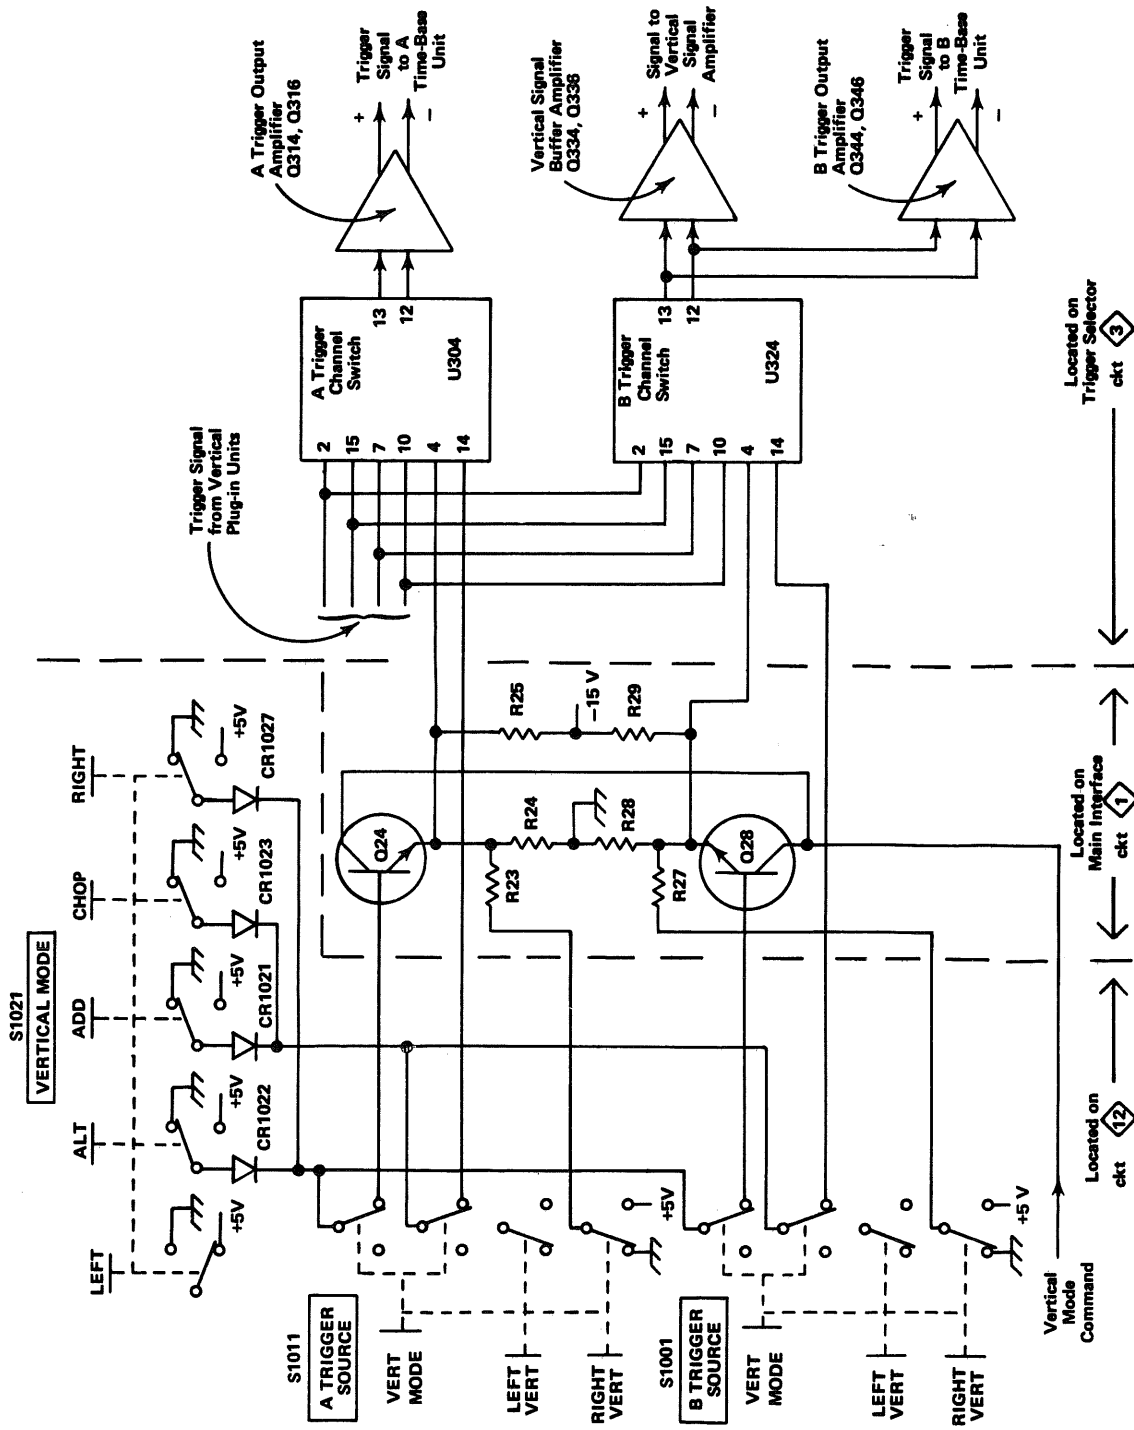 S1021
VERTICAL MODE
LEFT
ALT
ADD
CHOP
RIGHT
+5V
+5V
+5V
+5V
+5V
CR1022
CR1021
CR1023
CR1027
S1011
A TRIGGER
SOURCE
VERT
MODE
LEFT
VERT
RIGHT
VERT
+5V
S1001
B TRIGGER
SOURCE
VERT
MODE
LEFT
VERT
RIGHT
VERT
+5 V
Vertical
Mode
Command
Q24
R23
R24
R25
-15 V
R28
R29
R27
Q28
Trigger Signal
from Vertical
Plug-in Units
2
15
7
10
4
14
A Trigger
Channel
Switch
U304
13
12
A Trigger Output
Amplifier
Q314, Q316
+
-
Trigger
Signal
to A
Time-Base
Unit
2
15
7
10
4
14
B Trigger
Channel
Switch
U324
13
12
Vertical Signal
Buffer Amplifier
Q334, Q336
+
-
Signal to
Vertical
Signal
Amplifier
B Trigger Output
Amplifier
Q344, Q346
+
-
Trigger
Signal
to B
Time-Base
Unit
Located on
ckt 12
Located on
Main Interface
ckt 1
Located on
Trigger Selector
ckt 3